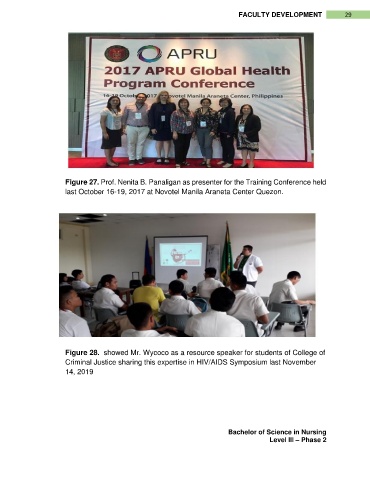 FACULTY DEVELOPMENT 29
APRU
2017 APRU Global Health
Program Conference
16-19 October 2017 Novotel Manila Araneta Center, Philippines
Figure 27. Prof. Nenita B. Panaligan as presenter for the Training Conference held
last October 16-19, 2017 at Novotel Manila Araneta Center Quezon.
Figure 28. showed Mr. Wycoco as a resource speaker for students of College of
Criminal Justice sharing this expertise in HIV/AIDS Symposium last November
14, 2019
Bachelor of Science in Nursing
Level III – Phase 2